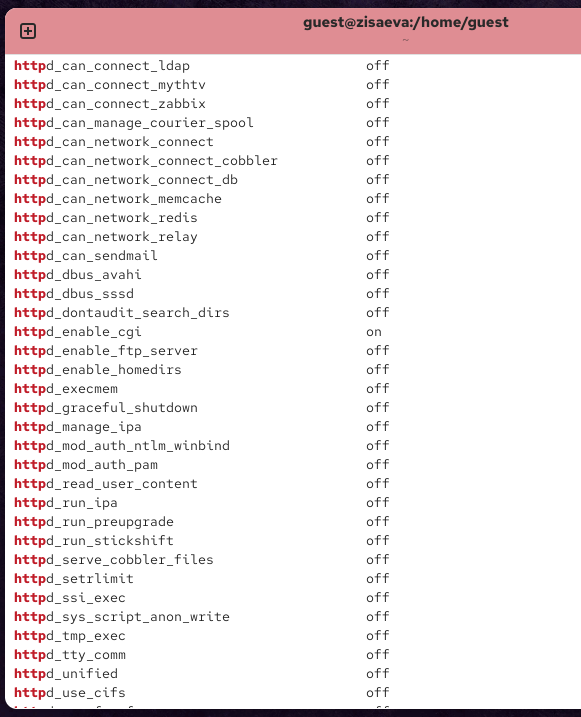 guest@zisaeva:/home/guest
~
httpd_can_connect_ldap off
httpd_can_connect_mythtv off
httpd_can_connect_zabbix off
httpd_can_manage_courier_spool off
httpd_can_network_connect off
httpd_can_network_connect_cobbler off
httpd_can_network_connect_db off
httpd_can_network_memcache off
httpd_can_network_redis off
httpd_can_network_relay off
httpd_can_sendmail off
httpd_dbus_avahi off
httpd_dbus_sssd off
httpd_dontaudit_search_dirs off
httpd_enable_cgi on
httpd_enable_ftp_server off
httpd_enable_homedirs off
httpd_execmem off
httpd_graceful_shutdown off
httpd_manage_ipa off
httpd_mod_auth_ntlm_winbind off
httpd_mod_auth_pam off
httpd_read_user_content off
httpd_run_ipa off
httpd_run_preupgrade off
httpd_run_stickshift off
httpd_serve_cobbler_files off
httpd_setrlimit off
httpd_ssi_exec off
httpd_sys_script_anon_write off
httpd_tmp_exec off
httpd_tty_comm off
httpd_unified off
httpd_use_cifs off